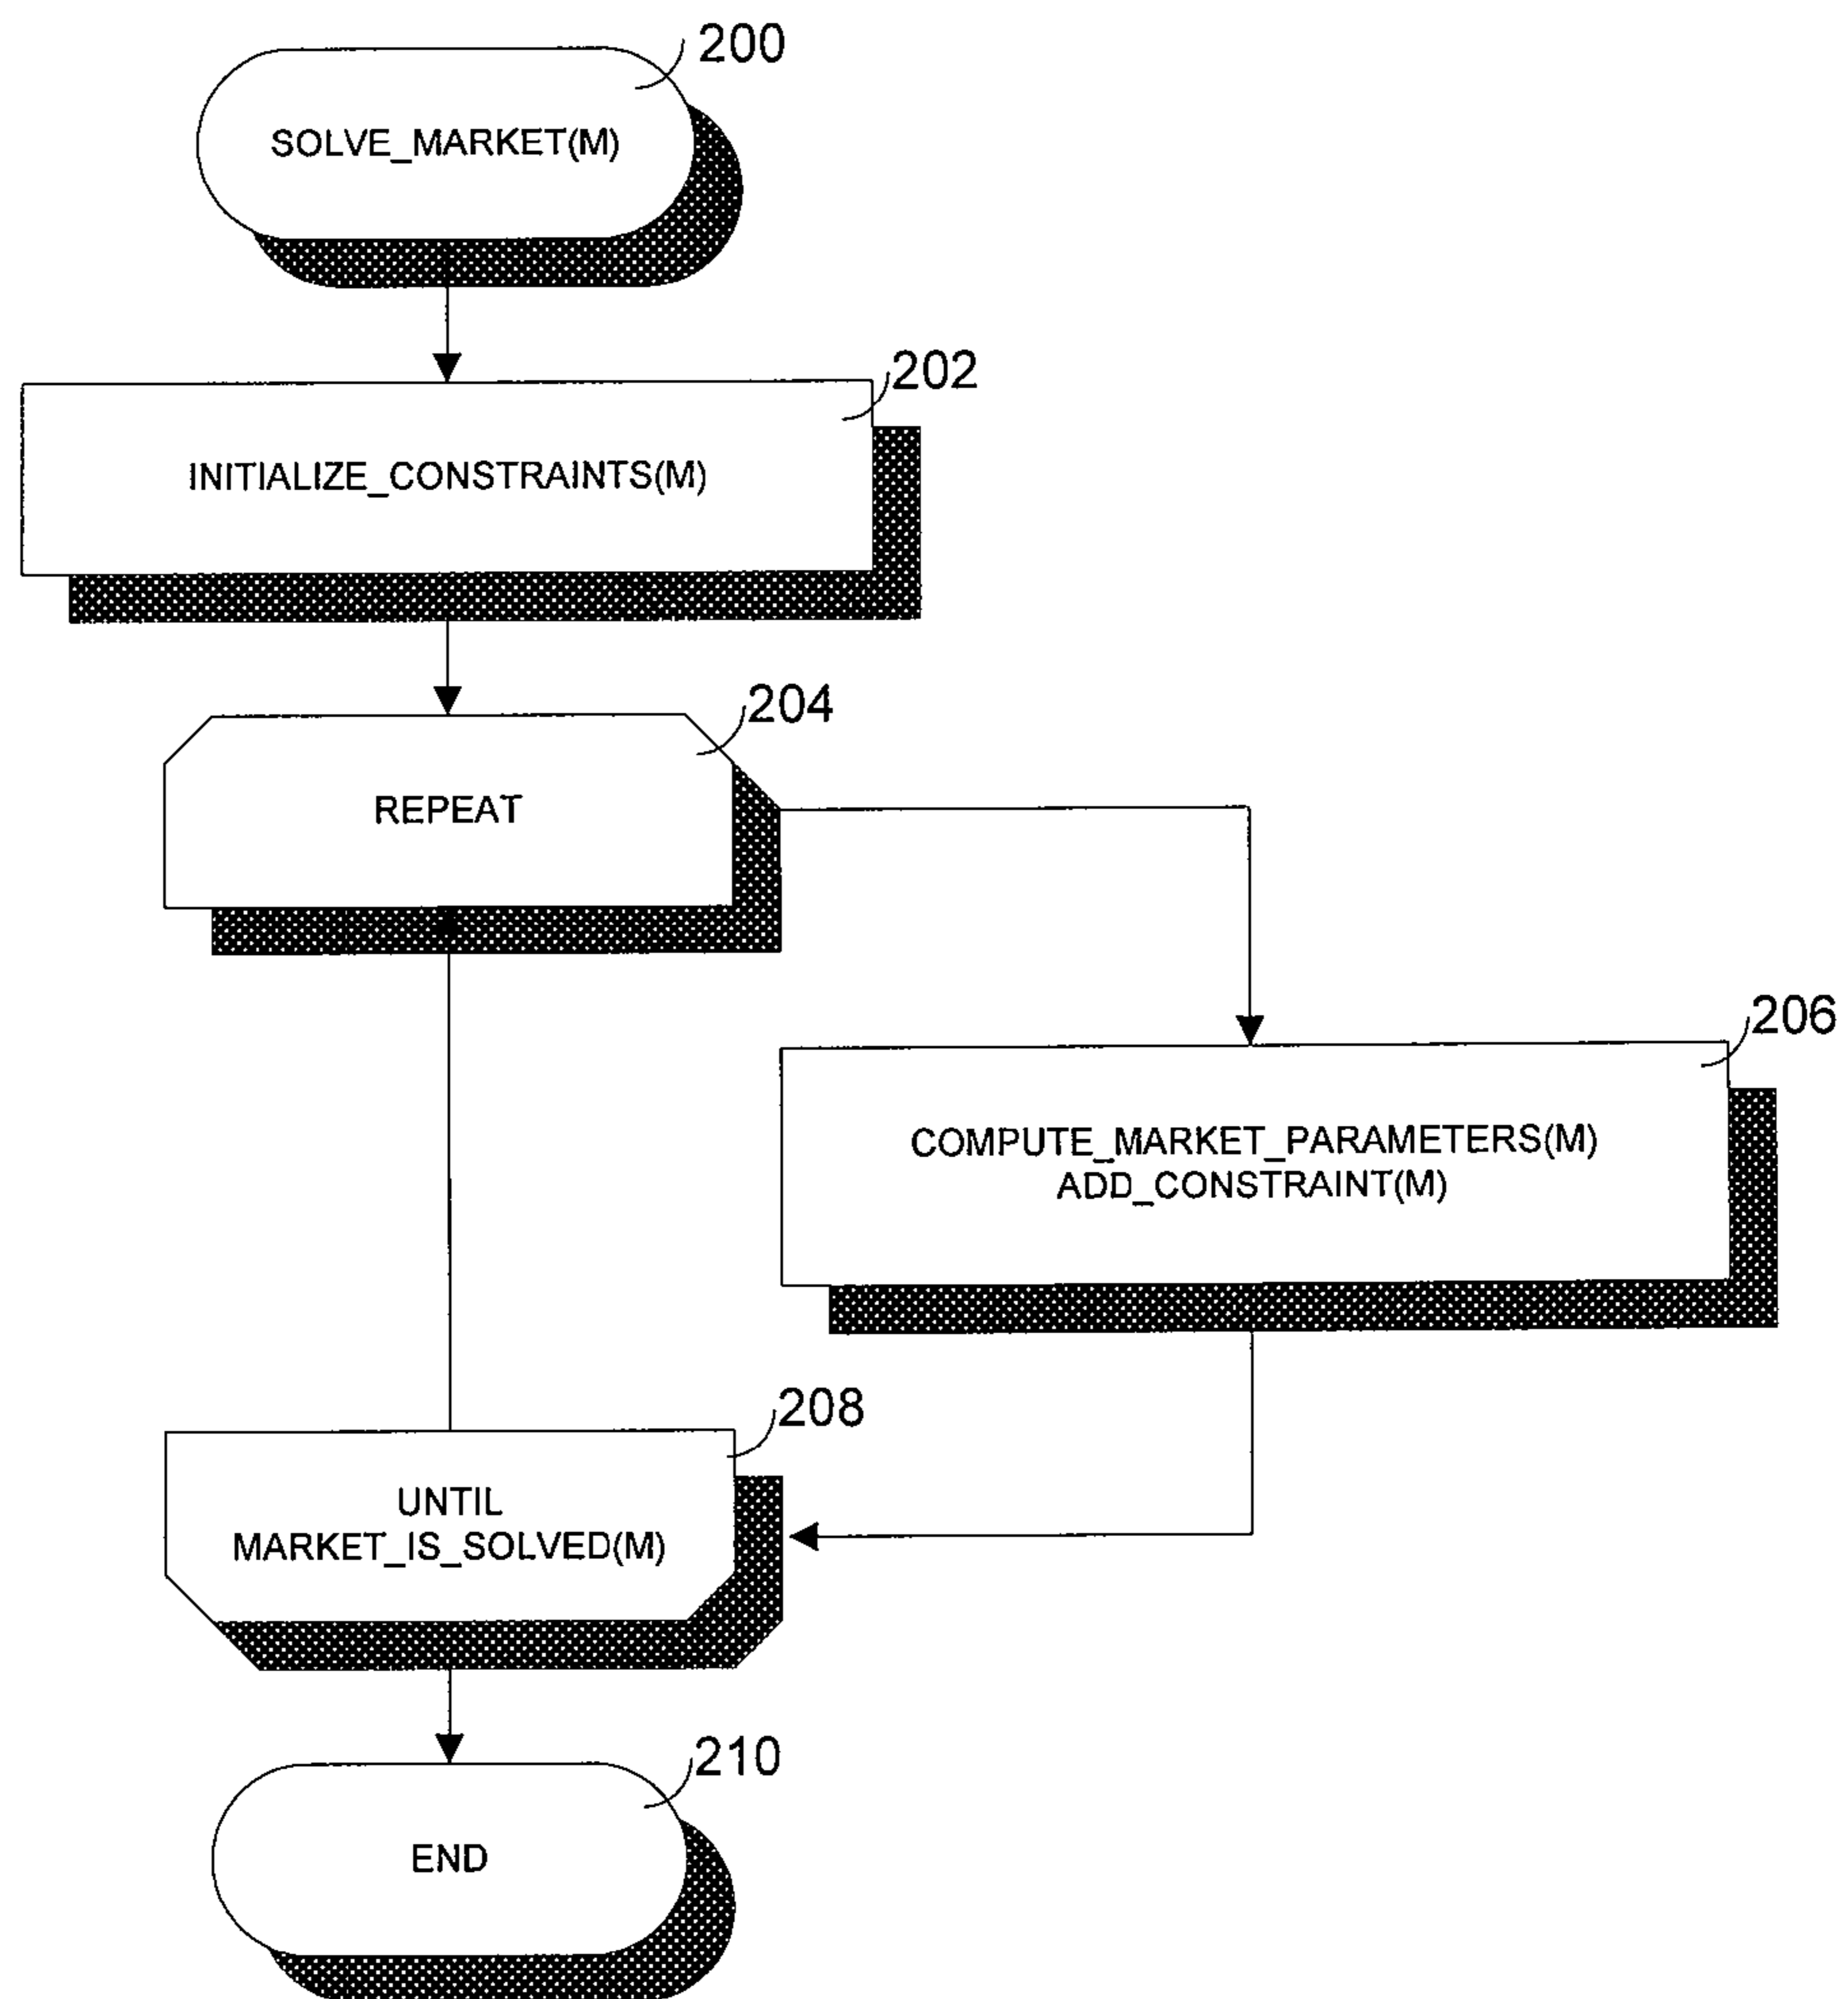 200
SOLVE_MARKET(M)
202
INITIALIZE_CONSTRAINTS(M)
204
REPEAT
206
COMPUTE_MARKET_PARAMETERS(M)
ADD_CONSTRAINT(M)
208
UNTIL
MARKET_IS_SOLVED(M)
210
END